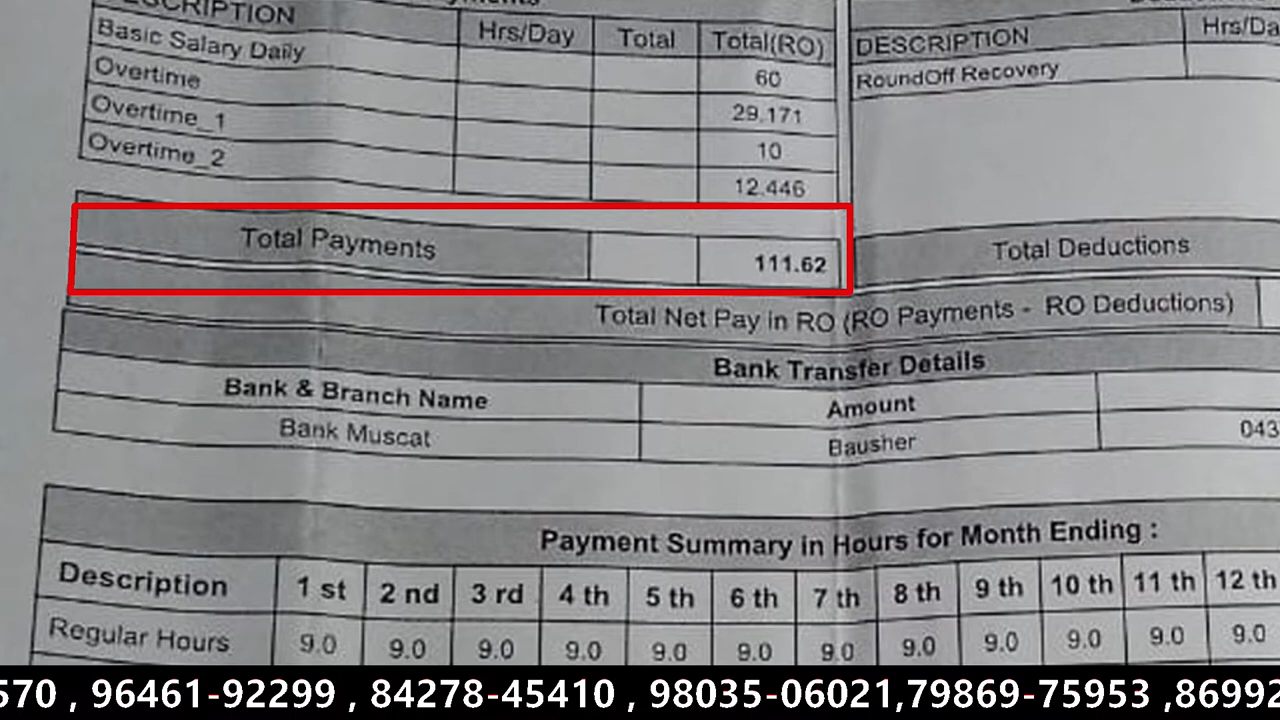 DESCRIPTION Hrs/Day Total Total(RO)
Basic Salary Daily 60
Overtime 29.171
Overtime_1 10
Overtime_2 12.446
Total Payments 111.62
DESCRIPTION Hrs/Da
RoundOff Recovery
Total Deductions
Total Net Pay in RO (RO Payments - RO Deductions)
Bank Transfer Details
Bank & Branch Name Amount
Bank Muscat Bausher 043
Payment Summary in Hours for Month Ending :
Description 1 st 2 nd 3 rd 4 th 5 th 6 th 7 th 8 th 9 th 10 th 11 th 12 th
Regular Hours 9.0 9.0 9.0 9.0 9.0 9.0 9.0 9.0 9.0 9.0 9.0 9.0
570 , 96461-92299 , 84278-45410 , 98035-06021,79869-75953 ,86992